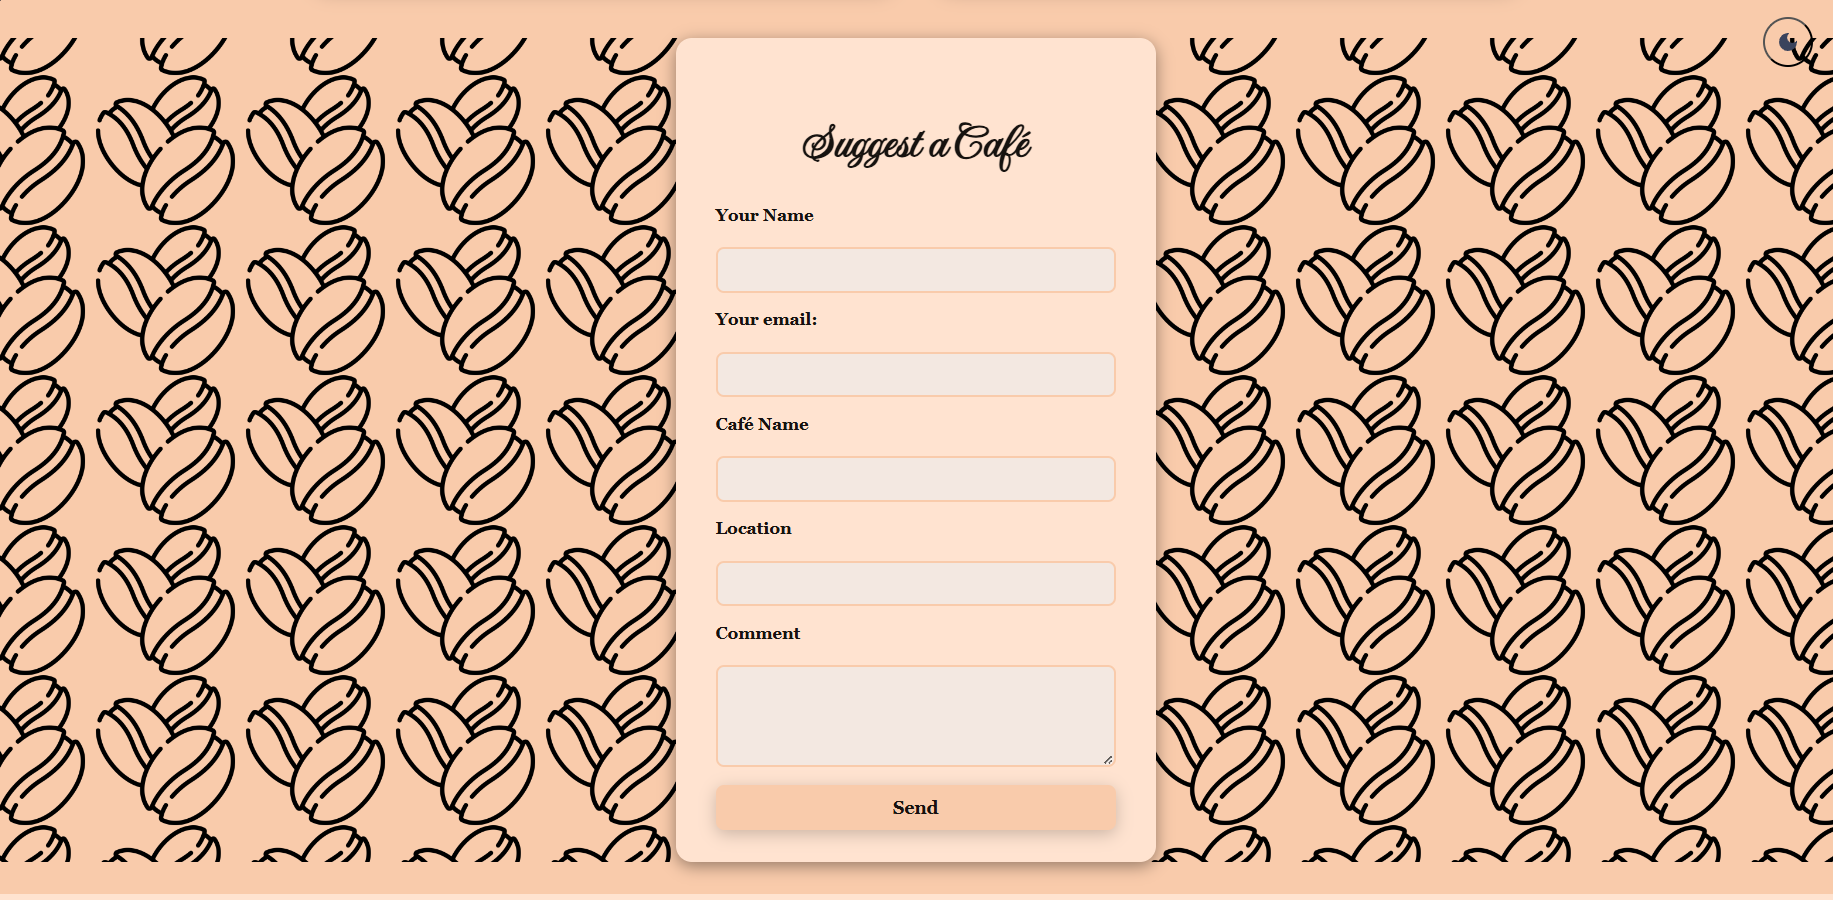 Suggest a Café
Your Name
Your email:
Café Name
Location
Comment
Send